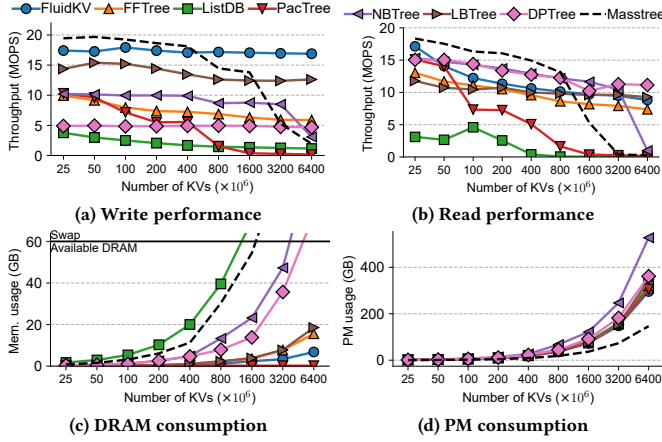 FluidKV FFTree ListDB PacTree NBTree LBTree DPTree Masstree
Throughput (MOPS)
20
15
10
5
0
25 50 100 200 400 800 1600 3200 6400
Number of KVs (×10⁶)
(a) Write performance
Throughput (MOPS)
20
15
10
5
0
25 50 100 200 400 800 1600 3200 6400
Number of KVs (×10⁶)
(b) Read performance
Mem. usage (GB)
Swap
Available DRAM
60
40
20
0
25 50 100 200 400 800 1600 3200 6400
Number of KVs (×10⁶)
(c) DRAM consumption
PM usage (GB)
400
200
0
25 50 100 200 400 800 1600 3200 6400
Number of KVs (×10⁶)
(d) PM consumption